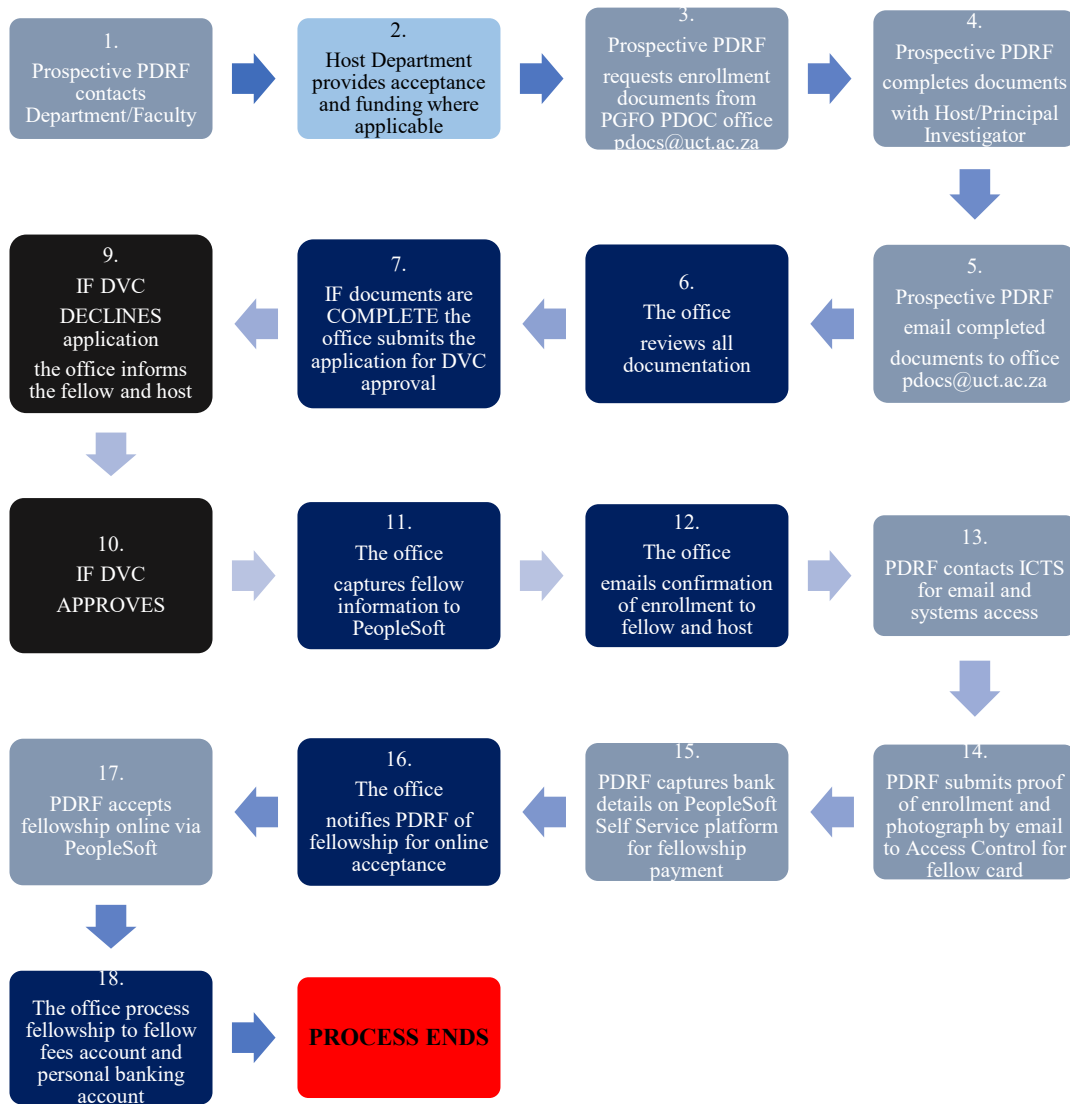 1.
Prospective PDRF
contacts
Department/Faculty
2.
Host Department
provides acceptance
and funding where
applicable
3.
Prospective PDRF
requests enrollment
documents from
PGFO PDOC office
pdocs@uct.ac.za
4.
Prospective PDRF
completes documents
with Host/Principal
Investigator
5.
Prospective PDRF
email completed
documents to office
pdocs@uct.ac.za
6.
The office
reviews all
documentation
7.
IF documents are
COMPLETE the
office submits the
application for DVC
approval
9.
IF DVC
DECLINES
application
the office informs
the fellow and host
10.
IF DVC
APPROVES
11.
The office
captures fellow
information to
PeopleSoft
12.
The office
emails confirmation
of enrollment to
fellow and host
13.
PDRF contacts ICTS
for email and
systems access
14.
PDRF submits proof
of enrollment and
photograph by email
to Access Control for
fellow card
15.
PDRF captures bank
details on PeopleSoft
Self Service platform
for fellowship
payment
16.
The office
notifies PDRF of
fellowship for online
acceptance
17.
PDRF accepts
fellowship online via
PeopleSoft
18.
The office process
fellowship to fellow
fees account and
personal banking
account
PROCESS ENDS